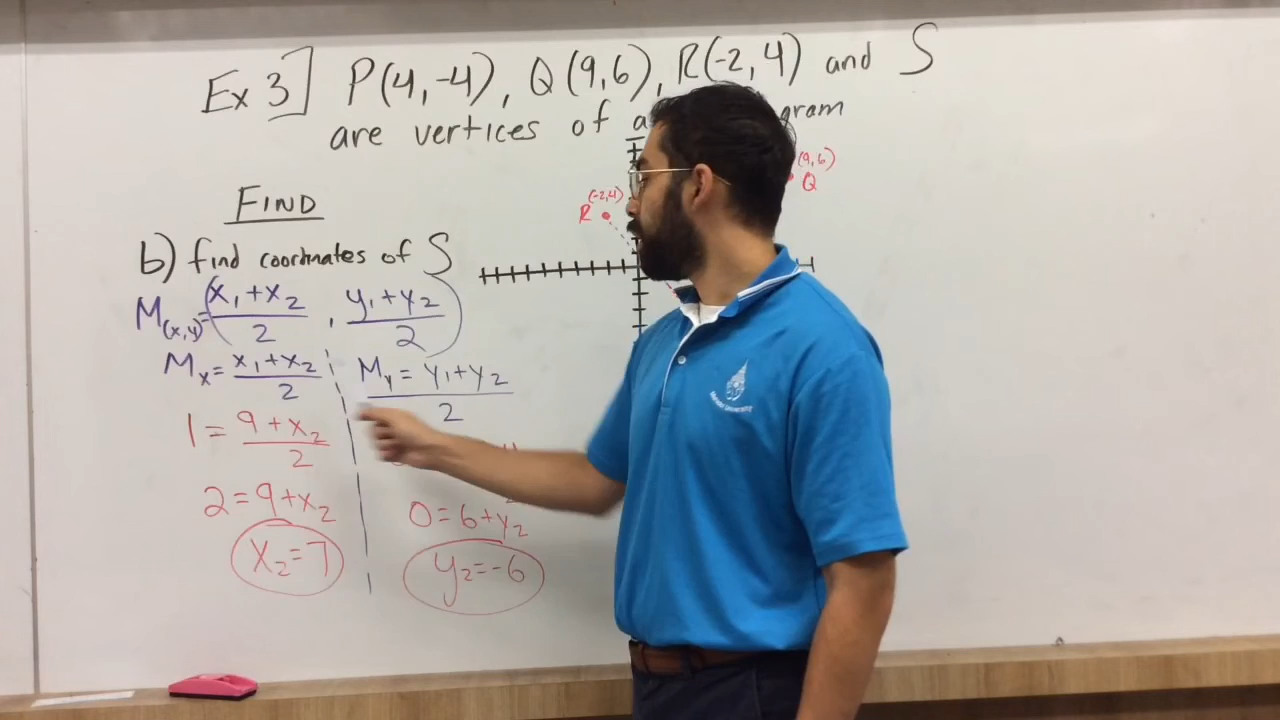 Ex 3] P(4,-4), Q(9,6), R(-2,4) and S
are vertices of a gram
(9,6)
Q
(-2,4)
R
FIND
b) find coordinates of S
M(x,y)=(x₁+x₂/2, y₁+y₂/2)
Mx=x₁+x₂/2 My=y₁+y₂/2
1=9+x₂/2
2=9+x₂ 0=6+y₂
x₂=7 y₂=-6